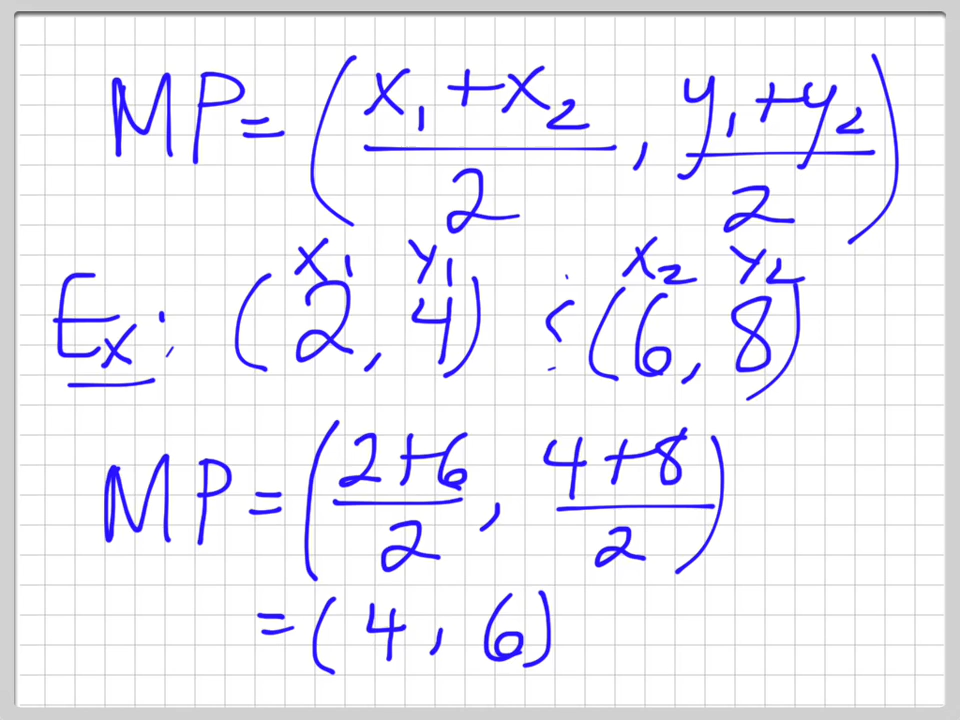 MP = ( x₁ + x₂ / 2 , y₁ + y₂ / 2 )
x₁ y₁ x₂ y₂
Ex: (2, 4) & (6, 8)
MP = ( 2+6 / 2 , 4+8 / 2 )
= (4, 6)